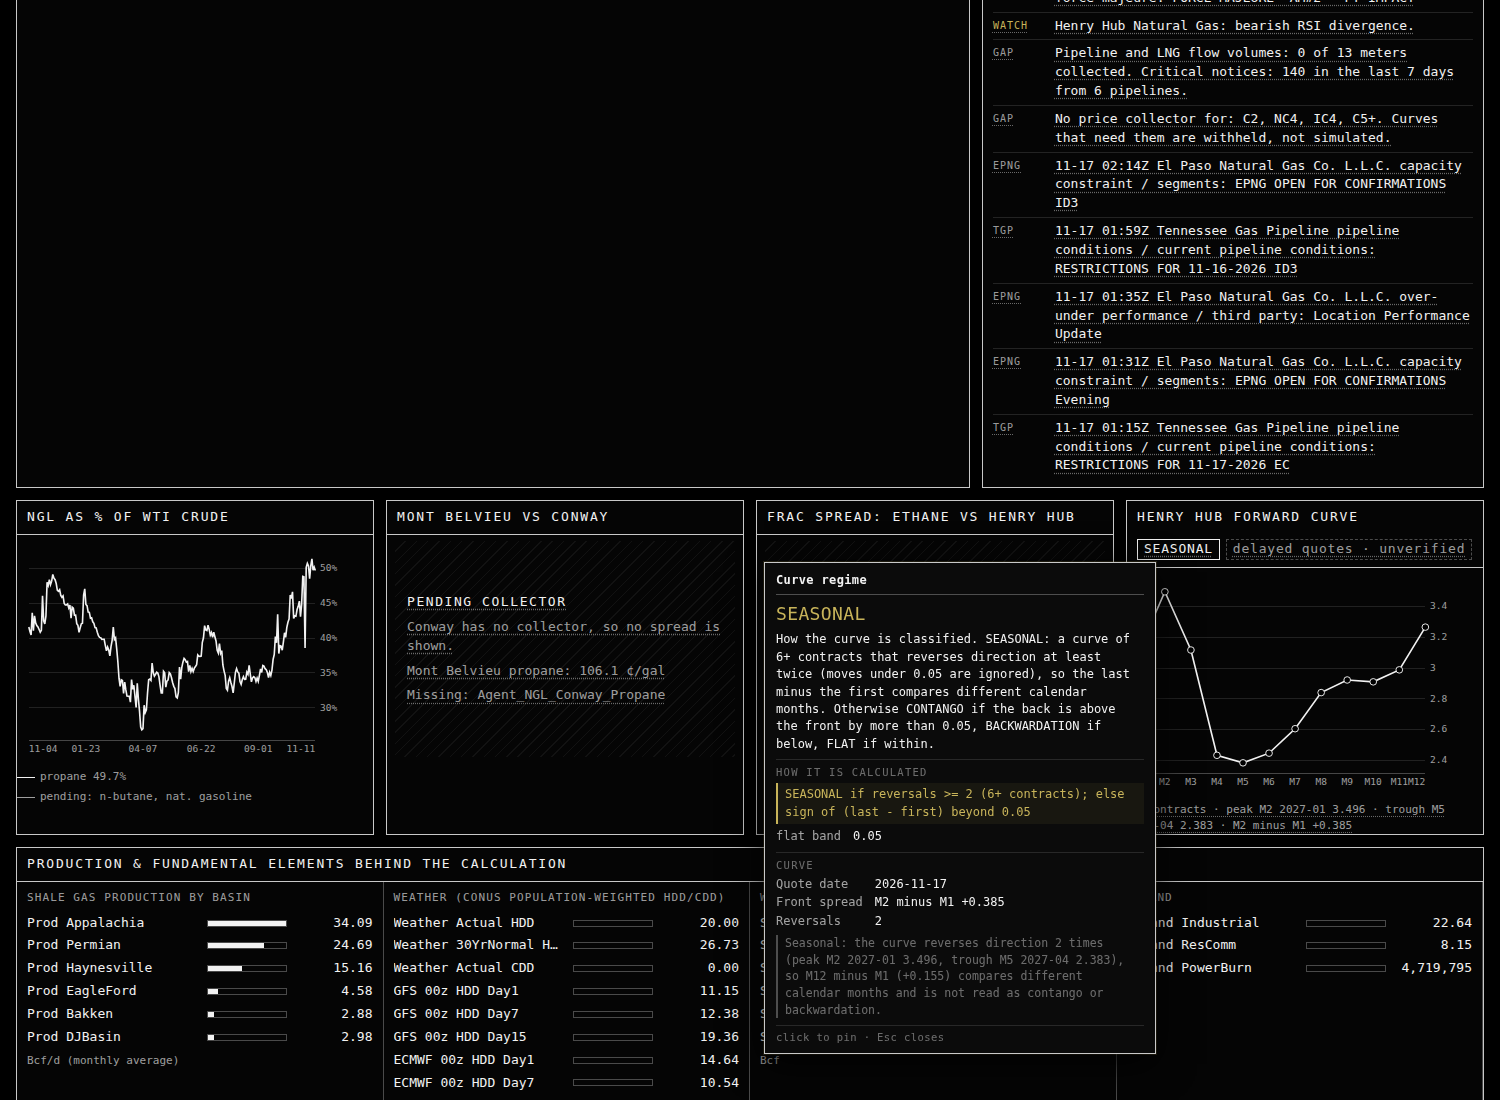 WATCH
Henry Hub Natural Gas: bearish RSI divergence.
GAP
Pipeline and LNG flow volumes: 0 of 13 meters
collected. Critical notices: 140 in the last 7 days
from 6 pipelines.
GAP
No price collector for: C2, NC4, IC4, C5+. Curves
that need them are withheld, not simulated.
EPNG
11-17 02:14Z El Paso Natural Gas Co. L.L.C. capacity
constraint / segments: EPNG OPEN FOR CONFIRMATIONS
ID3
TGP
11-17 01:59Z Tennessee Gas Pipeline pipeline
conditions / current pipeline conditions:
RESTRICTIONS FOR 11-16-2026 ID3
EPNG
11-17 01:35Z El Paso Natural Gas Co. L.L.C. over-
under performance / third party: Location Performance
Update
EPNG
11-17 01:31Z El Paso Natural Gas Co. L.L.C. capacity
constraint / segments: EPNG OPEN FOR CONFIRMATIONS
Evening
TGP
11-17 01:15Z Tennessee Gas Pipeline pipeline
conditions / current pipeline conditions:
RESTRICTIONS FOR 11-17-2026 EC
NGL AS % OF WTI CRUDE
50%
45%
40%
35%
30%
11-04 01-23 04-07 06-22 09-01 11-11
propane 49.7%
pending: n-butane, nat. gasoline
MONT BELVIEU VS CONWAY
PENDING COLLECTOR
Conway has no collector, so no spread is
shown.
Mont Belvieu propane: 106.1 ¢/gal
Missing: Agent_NGL_Conway_Propane
FRAC SPREAD: ETHANE VS HENRY HUB
HENRY HUB FORWARD CURVE
SEASONAL
delayed quotes · unverified
3.4
3.2
3
2.8
2.6
2.4
M2 M3 M4 M5 M6 M7 M8 M9 M10 M11 M12
ontracts · peak M2 2027-01 3.496 · trough M5
-04 2.383 · M2 minus M1 +0.385
Curve regime
SEASONAL
How the curve is classified. SEASONAL: a curve of
6+ contracts that reverses direction at least
twice (moves under 0.05 are ignored), so the last
minus the first compares different calendar
months. Otherwise CONTANGO if the back is above
the front by more than 0.05, BACKWARDATION if
below, FLAT if within.
HOW IT IS CALCULATED
SEASONAL if reversals >= 2 (6+ contracts); else
sign of (last - first) beyond 0.05
flat band 0.05
CURVE
Quote date 2026-11-17
Front spread M2 minus M1 +0.385
Reversals 2
Seasonal: the curve reverses direction 2 times
(peak M2 2027-01 3.496, trough M5 2027-04 2.383),
so M12 minus M1 (+0.155) compares different
calendar months and is not read as contango or
backwardation.
click to pin · Esc closes
PRODUCTION & FUNDAMENTAL ELEMENTS BEHIND THE CALCULATION
SHALE GAS PRODUCTION BY BASIN
Prod Appalachia 34.09
Prod Permian 24.69
Prod Haynesville 15.16
Prod EagleFord 4.58
Prod Bakken 2.88
Prod DJBasin 2.98
Bcf/d (monthly average)
WEATHER (CONUS POPULATION-WEIGHTED HDD/CDD)
Weather Actual HDD 20.00
Weather 30YrNormal H… 26.73
Weather Actual CDD 0.00
GFS 00z HDD Day1 11.15
GFS 00z HDD Day7 12.38
GFS 00z HDD Day15 19.36
ECMWF 00z HDD Day1 14.64
ECMWF 00z HDD Day7 10.54
Bcf
ND
nd Industrial 22.64
nd ResComm 8.15
nd PowerBurn 4,719,795